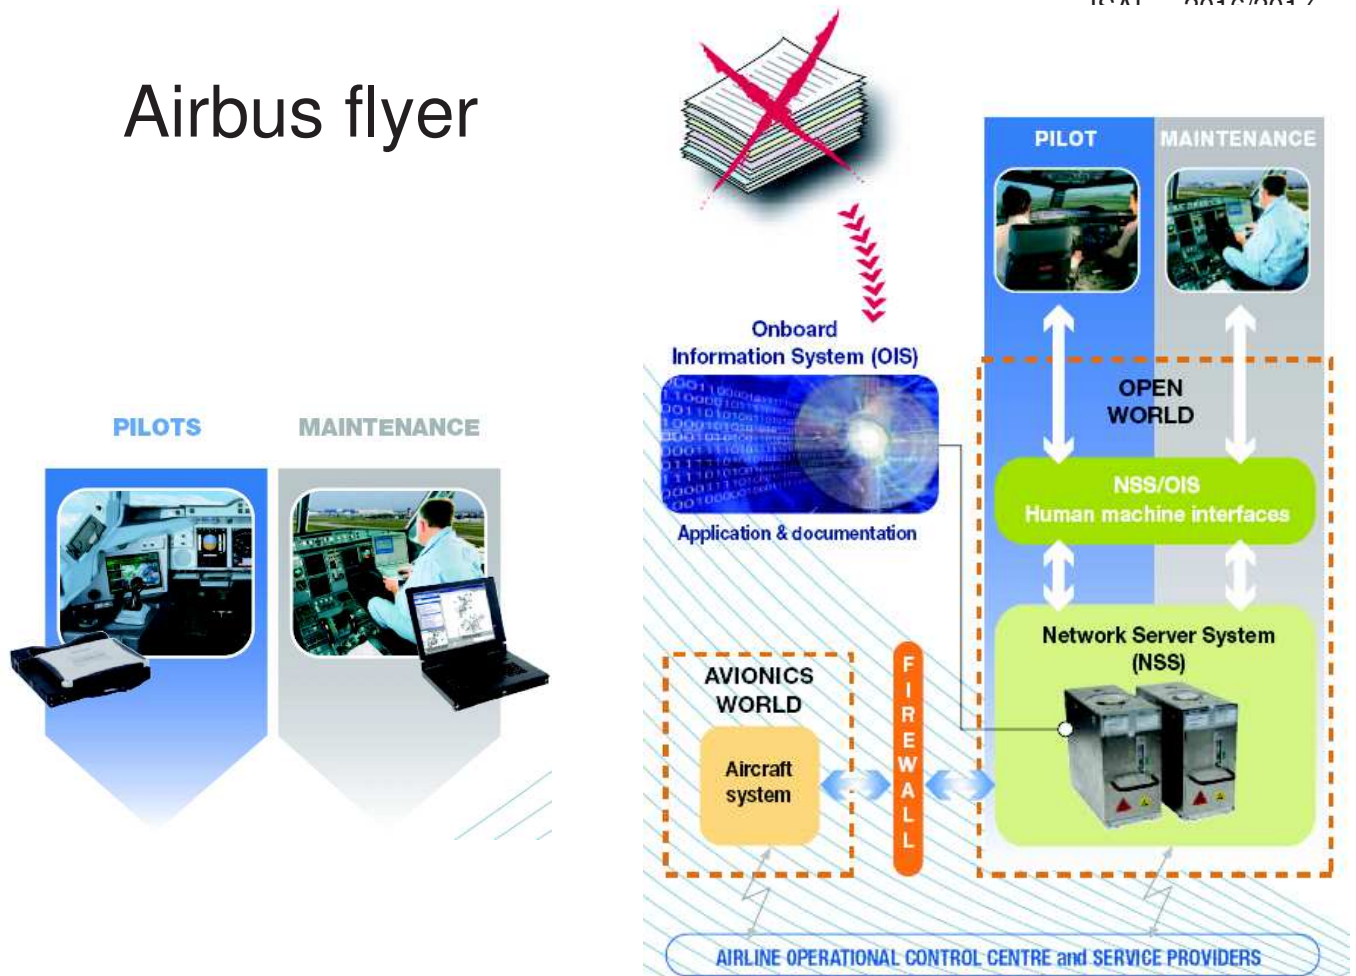 Airbus flyer
PILOTS
MAINTENANCE
PILOT
MAINTENANCE
Onboard
Information System (OIS)
Application & documentation
OPEN
WORLD
NSS/OIS
Human machine interfaces
Network Server System
(NSS)
AVIONICS
WORLD
Aircraft
system
FIREWALL
AIRLINE OPERATIONAL CONTROL CENTRE and SERVICE PROVIDERS